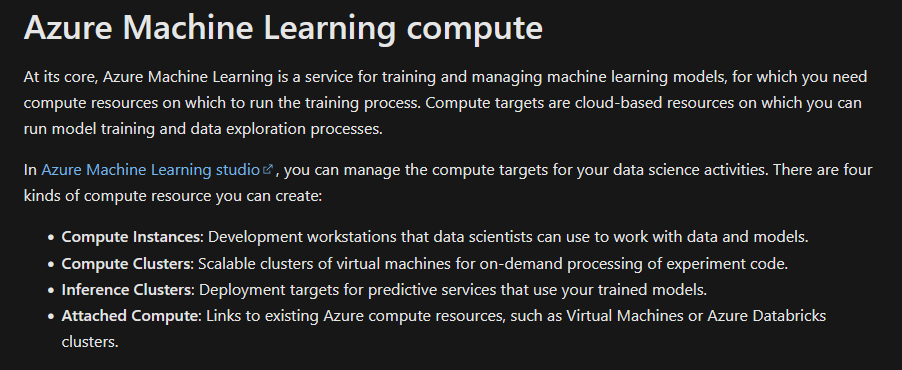 Azure Machine Learning compute
At its core, Azure Machine Learning is a service for training and managing machine learning models, for which you need
compute resources on which to run the training process. Compute targets are cloud-based resources on which you can
run model training and data exploration processes.
In Azure Machine Learning studio, you can manage the compute targets for your data science activities. There are four
kinds of compute resource you can create:
• Compute Instances: Development workstations that data scientists can use to work with data and models.
• Compute Clusters: Scalable clusters of virtual machines for on-demand processing of experiment code.
• Inference Clusters: Deployment targets for predictive services that use your trained models.
• Attached Compute: Links to existing Azure compute resources, such as Virtual Machines or Azure Databricks
clusters.